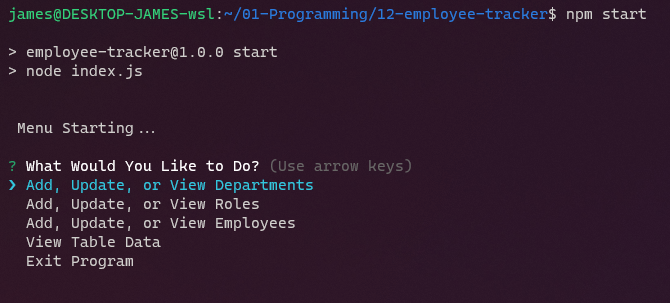 james@DESKTOP-JAMES-wsl:~/01-Programming/12-employee-tracker$ npm start
> employee-tracker@1.0.0 start
> node index.js
Menu Starting...
? What Would You Like to Do? (Use arrow keys)
❯ Add, Update, or View Departments
Add, Update, or View Roles
Add, Update, or View Employees
View Table Data
Exit Program